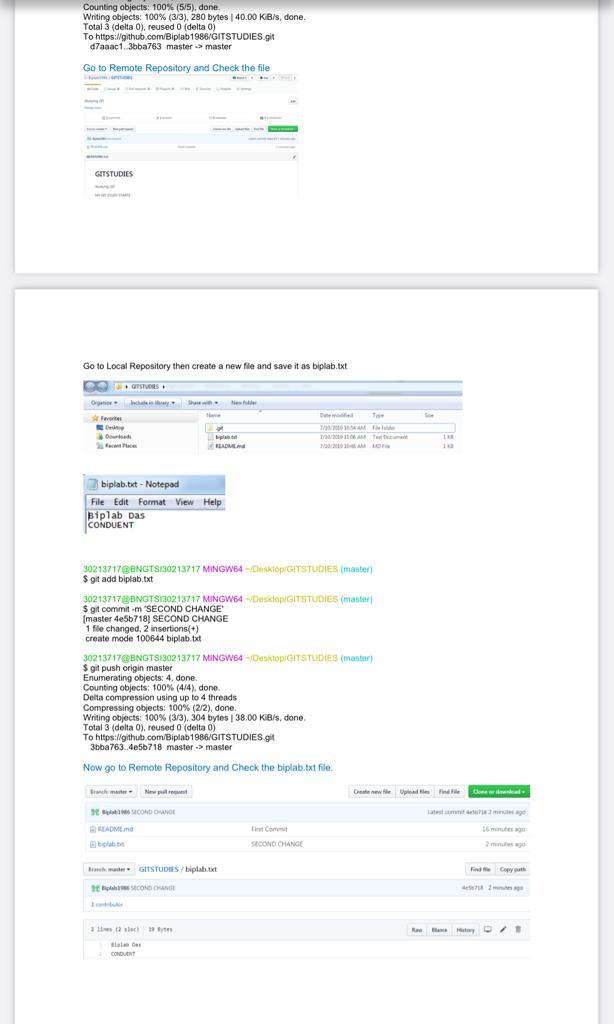 Counting objects: 100% (5/5), done.
Writing objects: 100% (3/3), 280 bytes | 40.00 KiB/s, done.
Total 3 (delta 0), reused 0 (delta 0)
To https://github.com/Biplab1986/GITSTUDIES.git
d7aaac1..3bba763 master -> master
Go to Remote Repository and Check the file
Studying GIT
GITSTUDIES
Studying GIT
MY GIT STUDY STARTS
Go to Local Repository then create a new file and save it as biplab.txt
GITSTUDIES
Organize Include in library Share with New folder
Favorites
Desktop
Downloads
Recent Places
Name Date modified Type Size
.git 7/10/2019 10:54 AM File folder
biplab.txt 7/10/2019 11:06 AM Text Document 1 KB
README.md 7/10/2019 10:48 AM MD File 1 KB
biplab.txt - Notepad
File Edit Format View Help
Biplab Das
CONDUENT
30213717@BNGTSI30213717 MINGW64 ~/Desktop/GITSTUDIES (master)
$ git add biplab.txt
30213717@BNGTSI30213717 MINGW64 ~/Desktop/GITSTUDIES (master)
$ git commit -m 'SECOND CHANGE'
[master 4e5b718] SECOND CHANGE
1 file changed, 2 insertions(+)
create mode 100644 biplab.txt
30213717@BNGTSI30213717 MINGW64 ~/Desktop/GITSTUDIES (master)
$ git push origin master
Enumerating objects: 4, done.
Counting objects: 100% (4/4), done.
Delta compression using up to 4 threads
Compressing objects: 100% (2/2), done.
Writing objects: 100% (3/3), 304 bytes | 38.00 KiB/s, done.
Total 3 (delta 0), reused 0 (delta 0)
To https://github.com/Biplab1986/GITSTUDIES.git
3bba763..4e5b718 master -> master
Now go to Remote Repository and Check the biplab.txt file.
Branch: master New pull request Create new file Upload files Find File Clone or download
Biplab1986 SECOND CHANGE Latest commit 4e5b718 2 minutes ago
README.md First Commit 16 minutes ago
biplab.txt SECOND CHANGE 2 minutes ago
Branch: master GITSTUDIES / biplab.txt Find file Copy path
Biplab1986 SECOND CHANGE 4e5b718 2 minutes ago
1 contributor
2 lines (2 sloc) 19 Bytes Raw Blame History
1 Biplab Das
2 CONDUENT